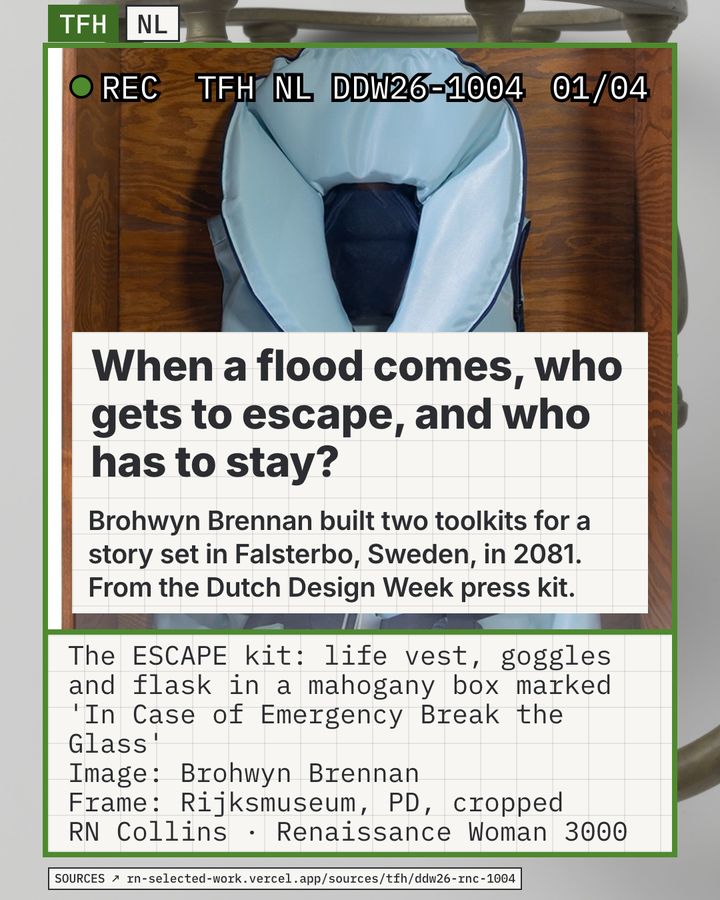 TFH NL
REC TFH NL DDW26-1004 01/04
When a flood comes, who
gets to escape, and who
has to stay?
Brohwyn Brennan built two toolkits for a
story set in Falsterbo, Sweden, in 2081.
From the Dutch Design Week press kit.
The ESCAPE kit: life vest, goggles
and flask in a mahogany box marked
'In Case of Emergency Break the
Glass'
Image: Brohwyn Brennan
Frame: Rijksmuseum, PD, cropped
RN Collins · Renaissance Woman 3000
SOURCES ↗ rn-selected-work.vercel.app/sources/tfh/ddw26-rnc-1004